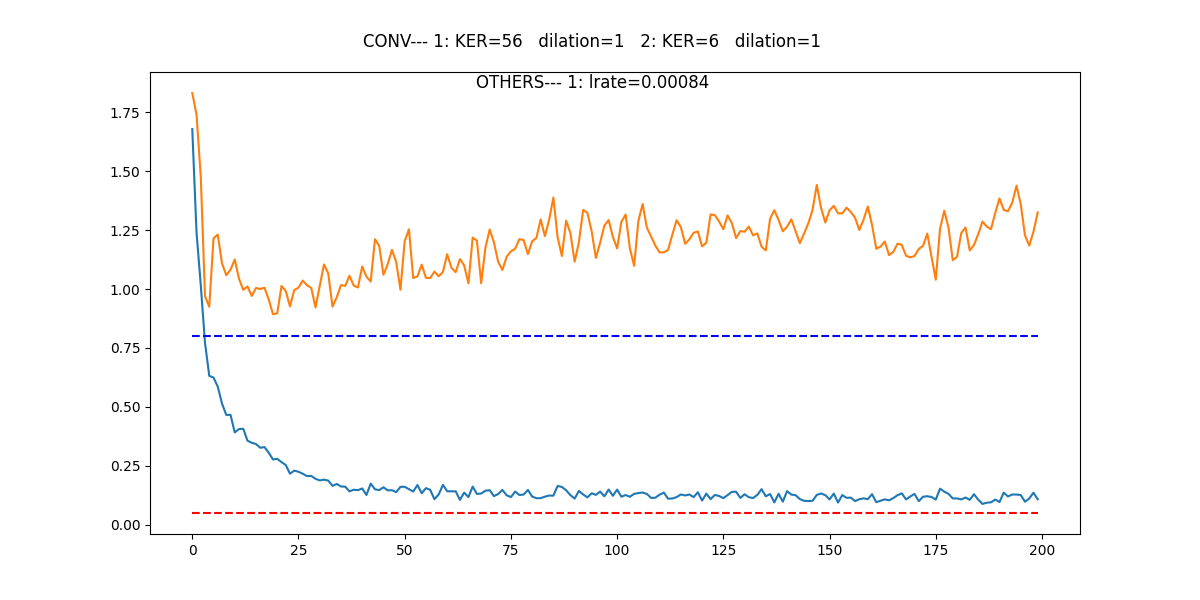 CONV--- 1: KER=56   dilation=1   2: KER=6   dilation=1
OTHERS--- 1: lrate=0.00084
1.75
1.50
1.25
1.00
0.75
0.50
0.25
0.00
0 25 50 75 100 125 150 175 200